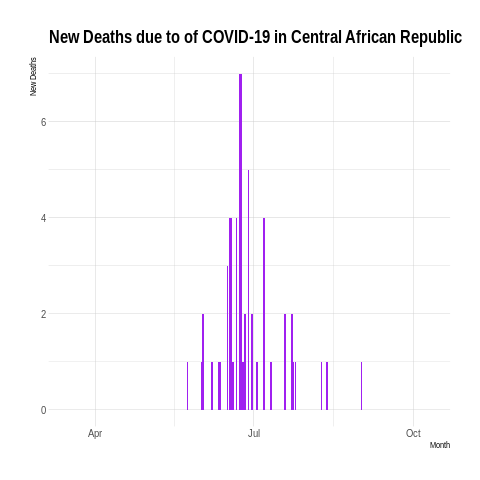 New Deaths due to of COVID-19 in Central African Republic
New Deaths
6
4
2
0
Apr
Jul
Oct
Month